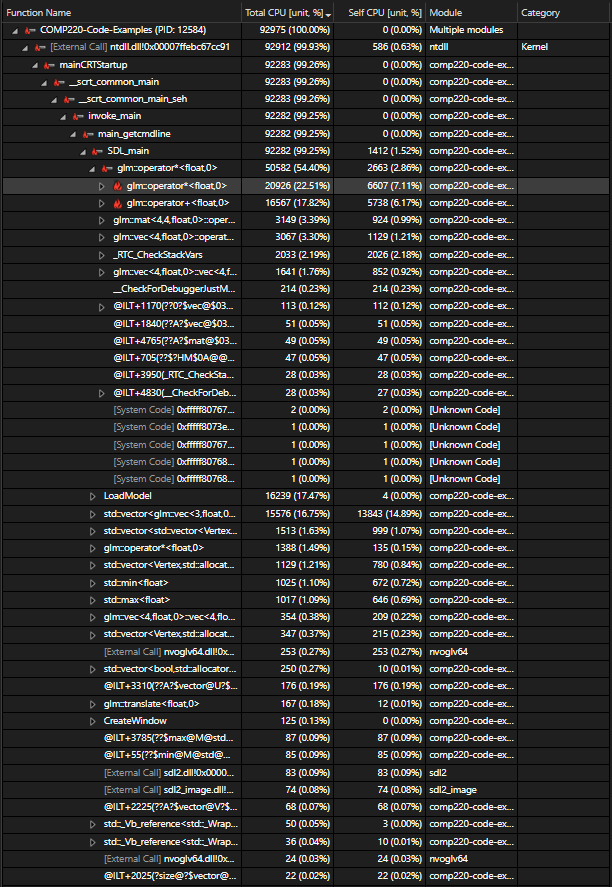 Function Name Total CPU [unit, %] Self CPU [unit, %] Module Category
COMP220-Code-Examples (PID: 12584) 92975 (100.00%) 0 (0.00%) Multiple modules
[External Call] ntdll.dll!0x00007ffebc67cc91 92912 (99.93%) 586 (0.63%) ntdll Kernel
mainCRTStartup 92283 (99.26%) 0 (0.00%) comp220-code-ex...
__scrt_common_main 92283 (99.26%) 0 (0.00%) comp220-code-ex...
__scrt_common_main_seh 92283 (99.26%) 0 (0.00%) comp220-code-ex...
invoke_main 92282 (99.25%) 0 (0.00%) comp220-code-ex...
main_getcmdline 92282 (99.25%) 0 (0.00%) comp220-code-ex...
SDL_main 92282 (99.25%) 1412 (1.52%) comp220-code-ex...
glm::operator*<float,0> 50582 (54.40%) 2663 (2.86%) comp220-code-ex...
glm::operator*<float,0> 20926 (22.51%) 6607 (7.11%) comp220-code-ex...
glm::operator+<float,0> 16567 (17.82%) 5738 (6.17%) comp220-code-ex...
glm::mat<4,4,float,0>::oper... 3149 (3.39%) 924 (0.99%) comp220-code-ex...
glm::vec<4,float,0>::operat... 3067 (3.30%) 1129 (1.21%) comp220-code-ex...
_RTC_CheckStackVars 2033 (2.19%) 2026 (2.18%) comp220-code-ex...
glm::vec<4,float,0>::vec<4,f... 1641 (1.76%) 852 (0.92%) comp220-code-ex...
__CheckForDebuggerJustM... 214 (0.23%) 214 (0.23%) comp220-code-ex...
@ILT+1170(??0?$vec@$03... 113 (0.12%) 112 (0.12%) comp220-code-ex...
@ILT+1840(??A?$vec@$03... 51 (0.05%) 51 (0.05%) comp220-code-ex...
@ILT+4765(??A?$mat@$03... 49 (0.05%) 49 (0.05%) comp220-code-ex...
@ILT+705(??$?HM$0A@@... 47 (0.05%) 47 (0.05%) comp220-code-ex...
@ILT+3950(_RTC_CheckSta... 28 (0.03%) 28 (0.03%) comp220-code-ex...
@ILT+4830(__CheckForDeb... 28 (0.03%) 27 (0.03%) comp220-code-ex...
[System Code] 0xfffff80767... 2 (0.00%) 2 (0.00%) [Unknown Code]
[System Code] 0xfffff8073e... 1 (0.00%) 1 (0.00%) [Unknown Code]
[System Code] 0xfffff80767... 1 (0.00%) 1 (0.00%) [Unknown Code]
[System Code] 0xfffff80768... 1 (0.00%) 1 (0.00%) [Unknown Code]
[System Code] 0xfffff80768... 1 (0.00%) 1 (0.00%) [Unknown Code]
LoadModel 16239 (17.47%) 4 (0.00%) comp220-code-ex...
std::vector<glm::vec<3,float,0... 15576 (16.75%) 13843 (14.89%) comp220-code-ex...
std::vector<std::vector<Vertex... 1513 (1.63%) 999 (1.07%) comp220-code-ex...
glm::operator*<float,0> 1388 (1.49%) 135 (0.15%) comp220-code-ex...
std::vector<Vertex,std::allocat... 1129 (1.21%) 780 (0.84%) comp220-code-ex...
std::min<float> 1025 (1.10%) 672 (0.72%) comp220-code-ex...
std::max<float> 1017 (1.09%) 646 (0.69%) comp220-code-ex...
glm::vec<4,float,0>::vec<4,flo... 354 (0.38%) 209 (0.22%) comp220-code-ex...
std::vector<Vertex,std::allocat... 347 (0.37%) 215 (0.23%) comp220-code-ex...
[External Call] nvoglv64.dll!0x... 253 (0.27%) 253 (0.27%) nvoglv64
std::vector<bool,std::allocator... 250 (0.27%) 10 (0.01%) comp220-code-ex...
@ILT+3310(??A?$vector@U?$... 176 (0.19%) 176 (0.19%) comp220-code-ex...
glm::translate<float,0> 167 (0.18%) 12 (0.01%) comp220-code-ex...
CreateWindow 125 (0.13%) 0 (0.00%) comp220-code-ex...
@ILT+3785(??$max@M@std... 87 (0.09%) 87 (0.09%) comp220-code-ex...
@ILT+55(??$min@M@std@... 85 (0.09%) 85 (0.09%) comp220-code-ex...
[External Call] sdl2.dll!0x0000... 83 (0.09%) 83 (0.09%) sdl2
[External Call] sdl2_image.dll!... 74 (0.08%) 74 (0.08%) sdl2_image
@ILT+2225(??A?$vector@V?$... 68 (0.07%) 68 (0.07%) comp220-code-ex...
std::_Vb_reference<std::_Wrap... 50 (0.05%) 3 (0.00%) comp220-code-ex...
std::_Vb_reference<std::_Wrap... 36 (0.04%) 10 (0.01%) comp220-code-ex...
[External Call] nvoglv64.dll!0x... 24 (0.03%) 24 (0.03%) nvoglv64
@ILT+2025(?size@?$vector@... 22 (0.02%) 22 (0.02%) comp220-code-ex...